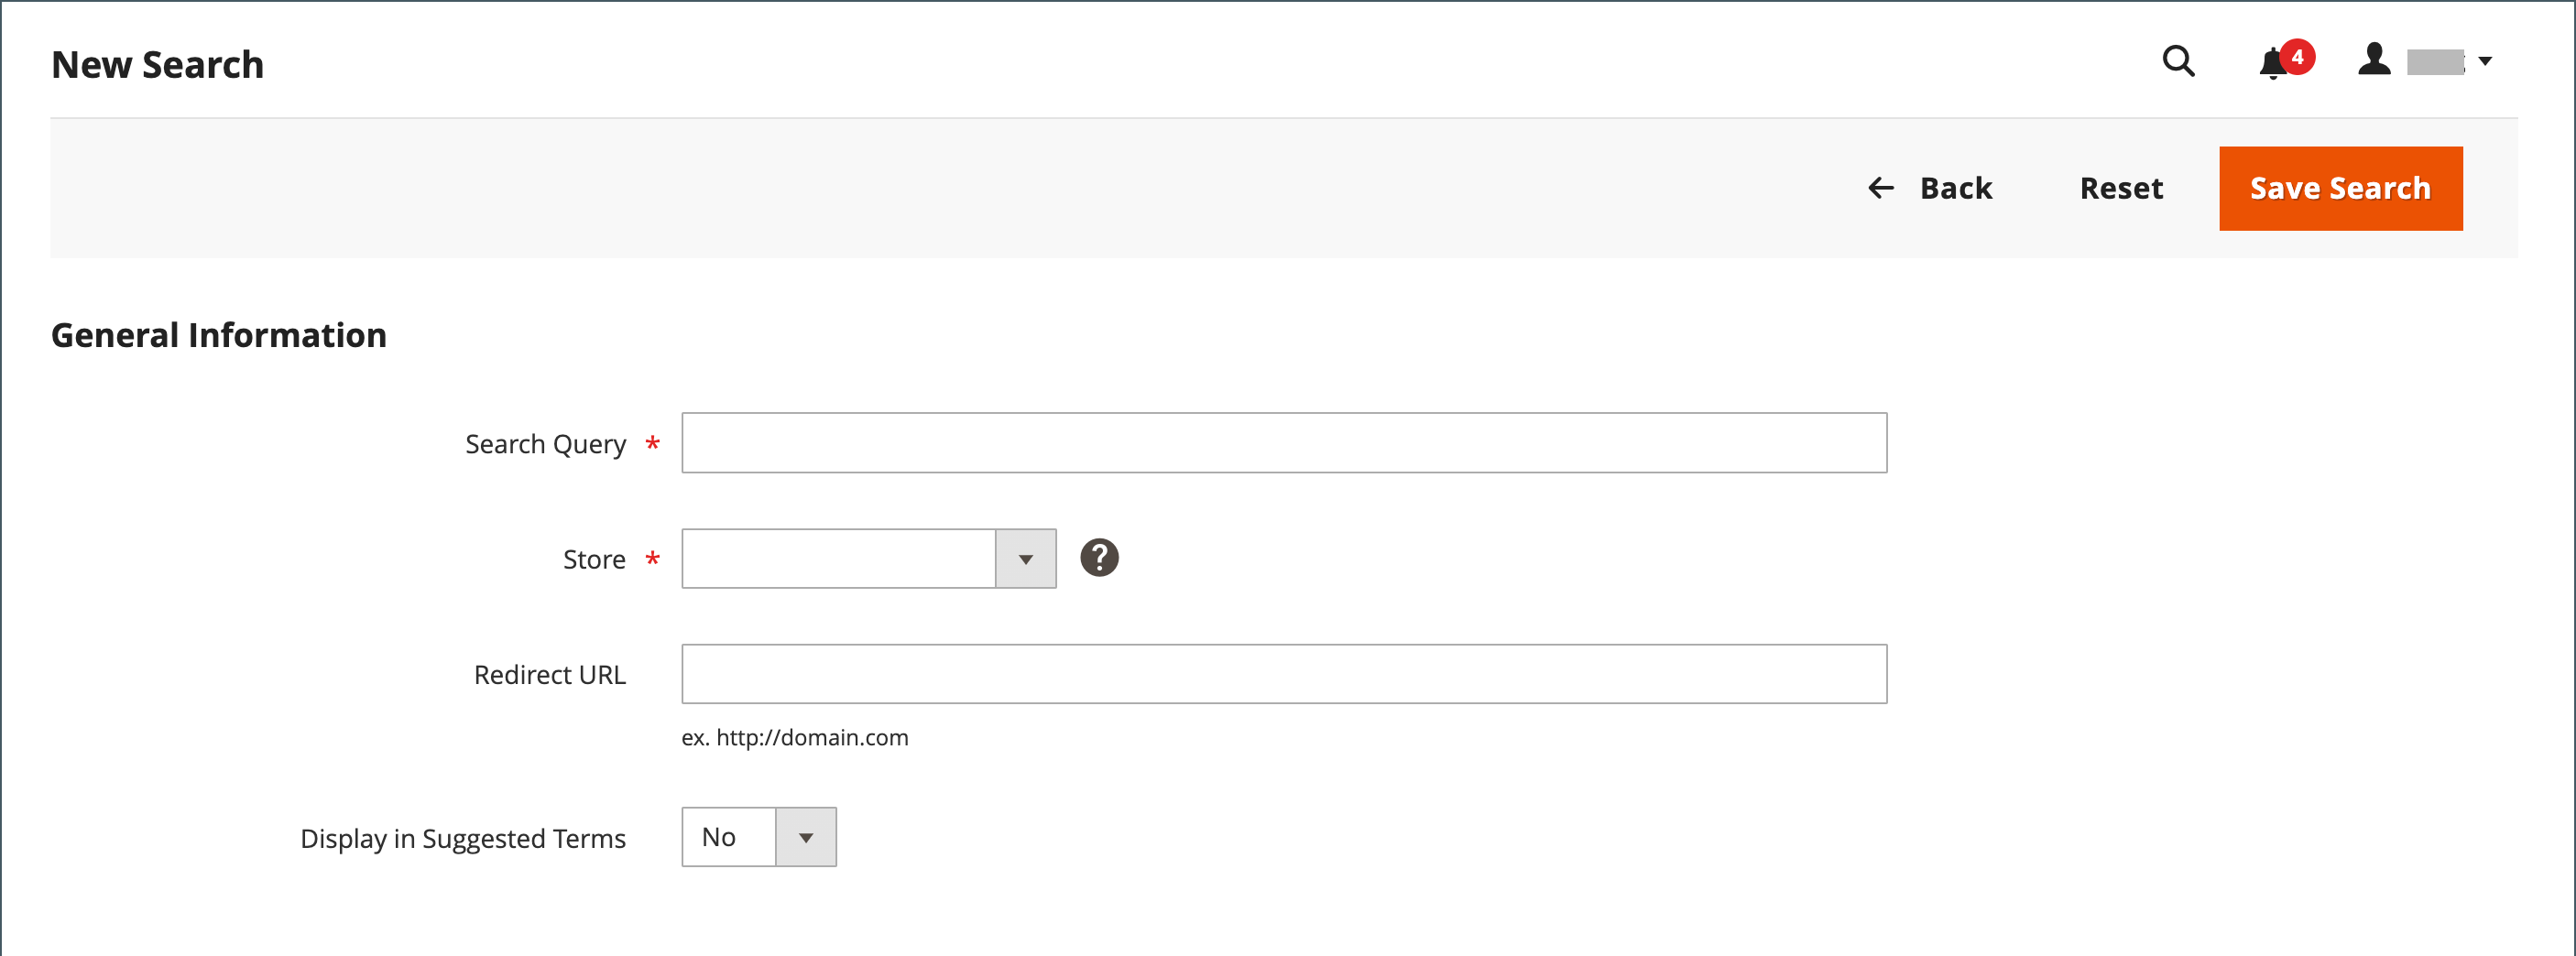 New Search
4
Back
Reset
Save Search
General Information
Search Query *
Store *
?
Redirect URL
ex. http://domain.com
Display in Suggested Terms
No